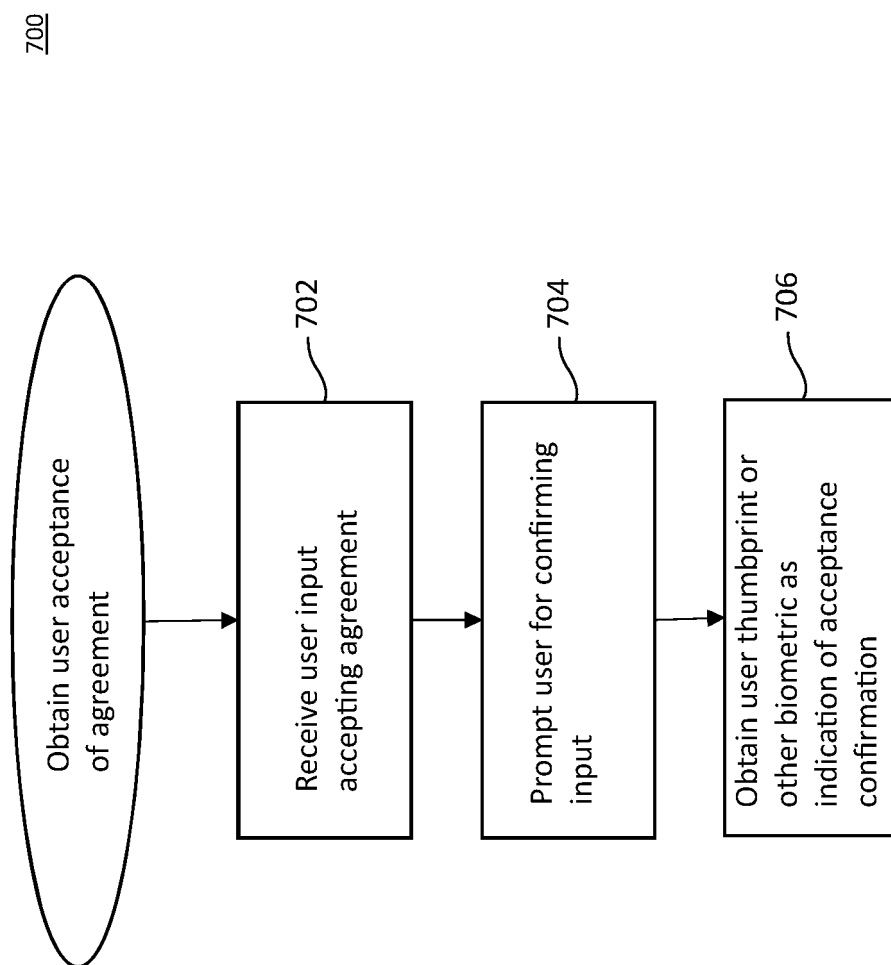 700
Obtain user acceptance
of agreement
Receive user input
accepting agreement
702
Prompt user for confirming
input
704
Obtain user thumbprint or
other biometric as
indication of acceptance
confirmation
706